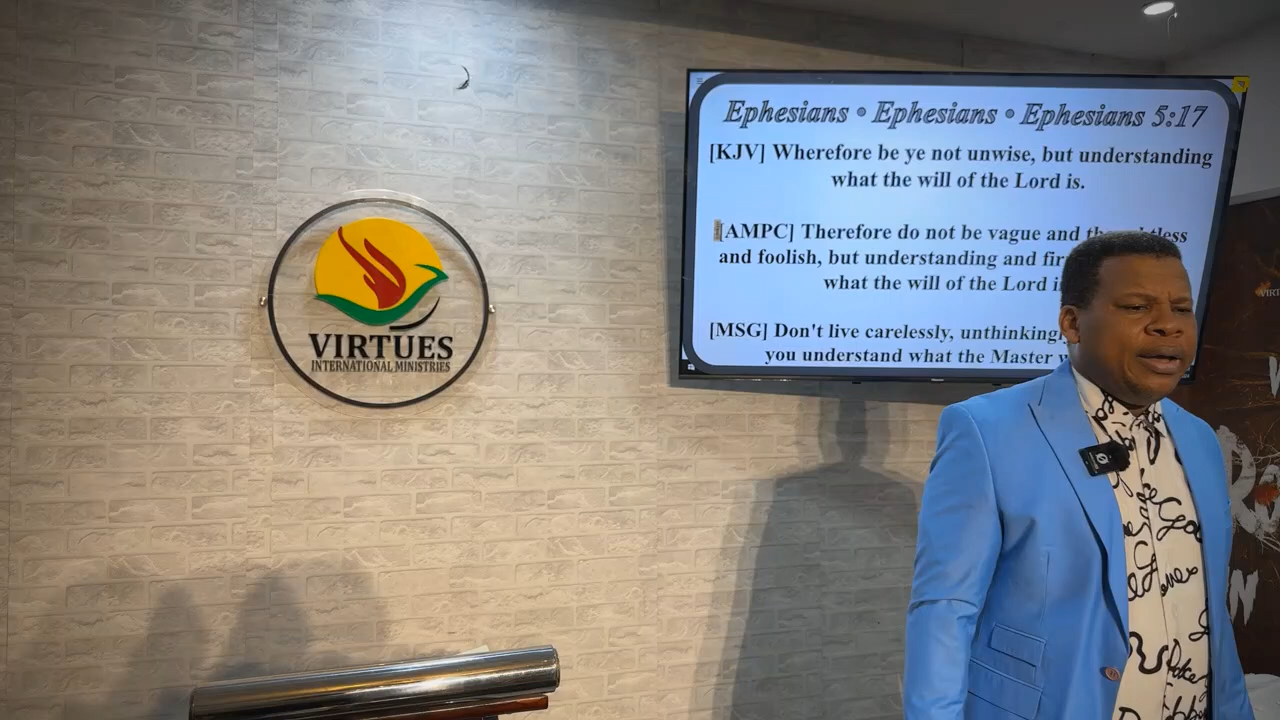 Ephesians • Ephesians • Ephesians 5:17
[KJV] Wherefore be ye not unwise, but understanding
what the will of the Lord is.
[AMPC] Therefore do not be vague and
and foolish, but understanding and
what the will of the Lord
[MSG] Don't live carelessly,
you understand what the Master
VIRTUES
INTERNATIONAL MINISTRIES